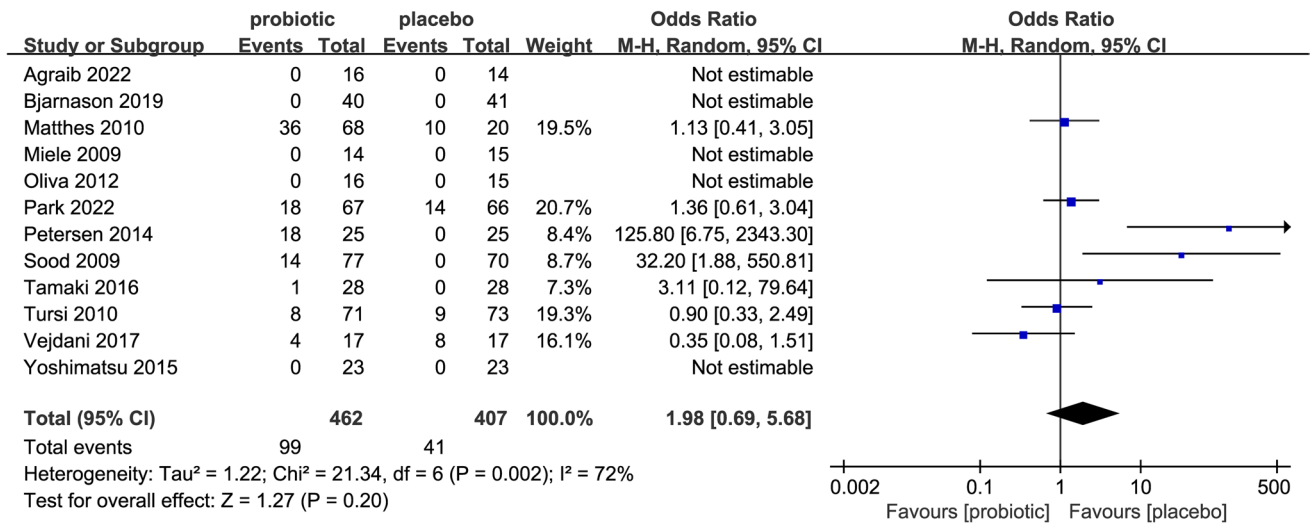 probiotic placebo Odds Ratio Odds Ratio
Study or Subgroup Events Total Events Total Weight M-H, Random, 95% CI M-H, Random, 95% CI
Agraib 2022 0 16 0 14 Not estimable
Bjarnason 2019 0 40 0 41 Not estimable
Matthes 2010 36 68 10 20 19.5% 1.13 [0.41, 3.05]
Miele 2009 0 14 0 15 Not estimable
Oliva 2012 0 16 0 15 Not estimable
Park 2022 18 67 14 66 20.7% 1.36 [0.61, 3.04]
Petersen 2014 18 25 0 25 8.4% 125.80 [6.75, 2343.30]
Sood 2009 14 77 0 70 8.7% 32.20 [1.88, 550.81]
Tamaki 2016 1 28 0 28 7.3% 3.11 [0.12, 79.64]
Tursi 2010 8 71 9 73 19.3% 0.90 [0.33, 2.49]
Vejdani 2017 4 17 8 17 16.1% 0.35 [0.08, 1.51]
Yoshimatsu 2015 0 23 0 23 Not estimable
Total (95% CI) 462 407 100.0% 1.98 [0.69, 5.68]
Total events 99 41
Heterogeneity: Tau² = 1.22; Chi² = 21.34, df = 6 (P = 0.002); I² = 72%
Test for overall effect: Z = 1.27 (P = 0.20)
0.002 0.1 1 10 500
Favours [probiotic] Favours [placebo]